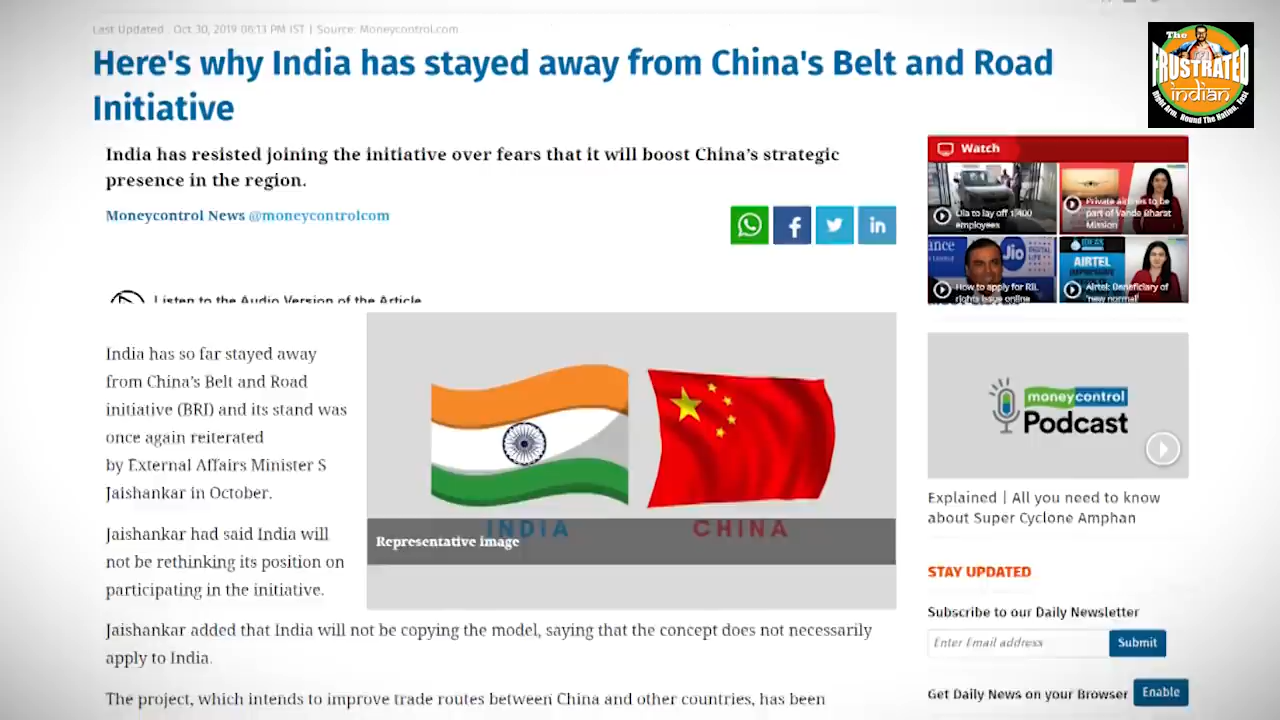 Last Updated : Oct 30, 2019 06:13 PM IST | Source: Moneycontrol.com
Here's why India has stayed away from China's Belt and Road
Initiative
India has resisted joining the initiative over fears that it will boost China's strategic
presence in the region.
Moneycontrol News @moneycontrolcom
f
in
Listen to the Audio Version of the Article
India has so far stayed away
from China's Belt and Road
initiative (BRI) and its stand was
once again reiterated
by External Affairs Minister S
Jaishankar in October.
Jaishankar had said India will
not be rethinking its position on
participating in the initiative.
INDIA
CHINA
Representative image
Jaishankar added that India will not be copying the model, saying that the concept does not necessarily
apply to India.
The project, which intends to improve trade routes between China and other countries, has been
The
FRUSTRATED
indian
Right Arm, Round The Nation, Fast
Watch
Ola to lay off 1,400
employees
Private airlines to be
part of Vande Bharat
Mission
Jio
How to apply for RIL
rights issue online
AIRTEL
Airtel: Beneficiary of
'new normal'
moneycontrol
Podcast
Explained | All you need to know
about Super Cyclone Amphan
STAY UPDATED
Subscribe to our Daily Newsletter
Enter Email address
Submit
Get Daily News on your Browser
Enable